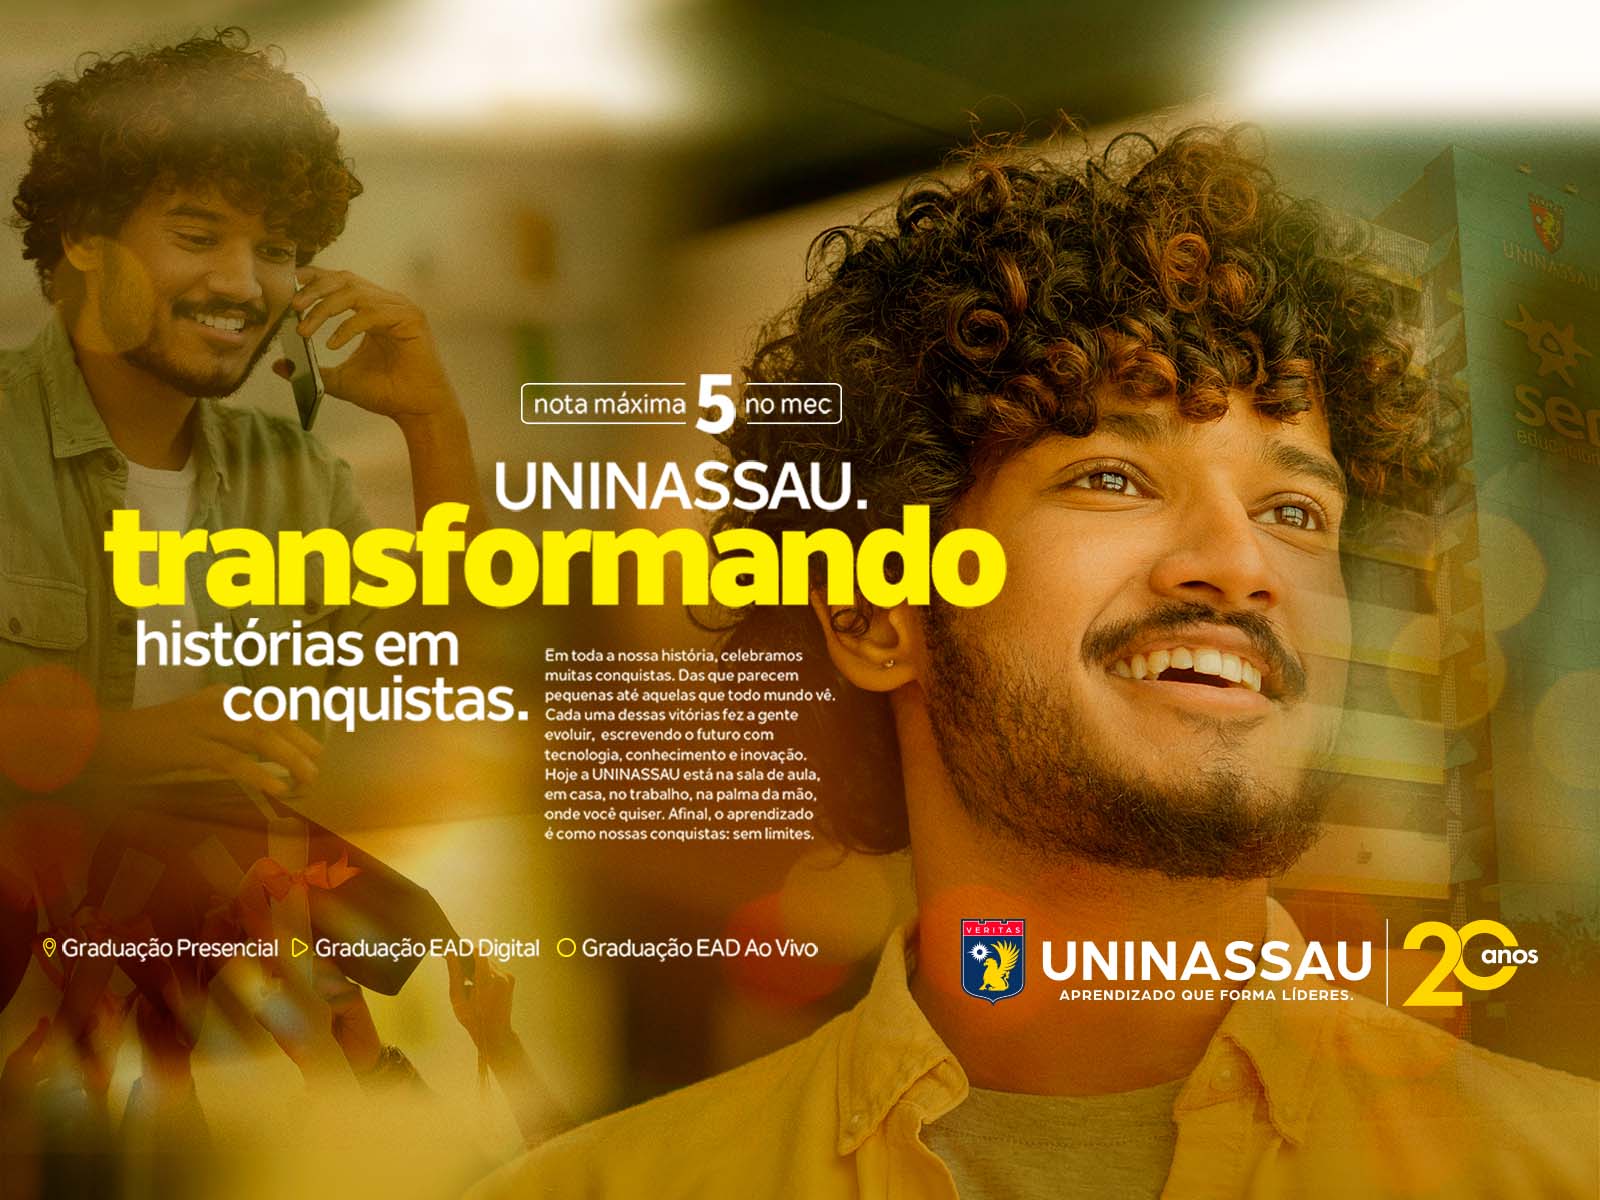 nota máxima 5 no mec
UNINASSAU.
transformando
histórias em
conquistas.
Em toda a nossa história, celebramos
muitas conquistas. Das que parecem
pequenas até aquelas que todo mundo vê.
Cada uma dessas vitórias fez a gente
evoluir, escrevendo o futuro com
tecnologia, conhecimento e inovação.
Hoje a UNINASSAU está na sala de aula,
em casa, no trabalho, na palma da mão,
onde você quiser. Afinal, o aprendizado
é como nossas conquistas: sem limites.
Graduação Presencial Graduação EAD Digital Graduação EAD Ao Vivo
VERITAS
UNINASSAU
APRENDIZADO QUE FORMA LÍDERES.
20 anos
UNINASSAU
ser
educacional